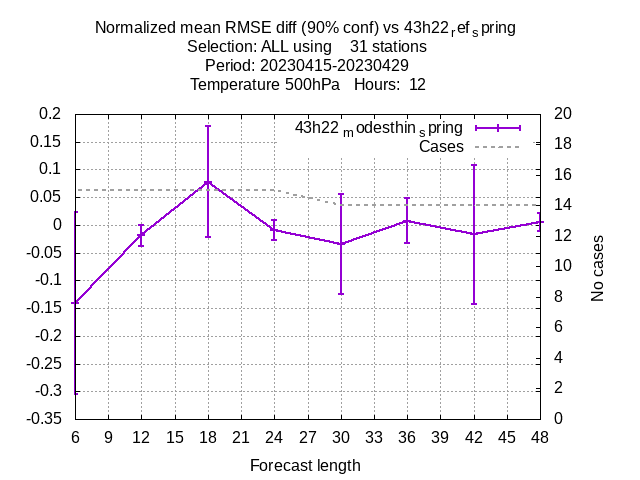 Normalized mean RMSE diff (90% conf) vs 43h22refspring
Selection: ALL using 31 stations
Period: 20230415-20230429
Temperature 500hPa Hours: 12
43h22modesthinspring
Cases
0.2
0.15
0.1
0.05
0
-0.05
-0.1
-0.15
-0.2
-0.25
-0.3
-0.35
20
18
16
14
12
10
8
6
4
2
0
No cases
6 9 12 15 18 21 24 27 30 33 36 39 42 45 48
Forecast length